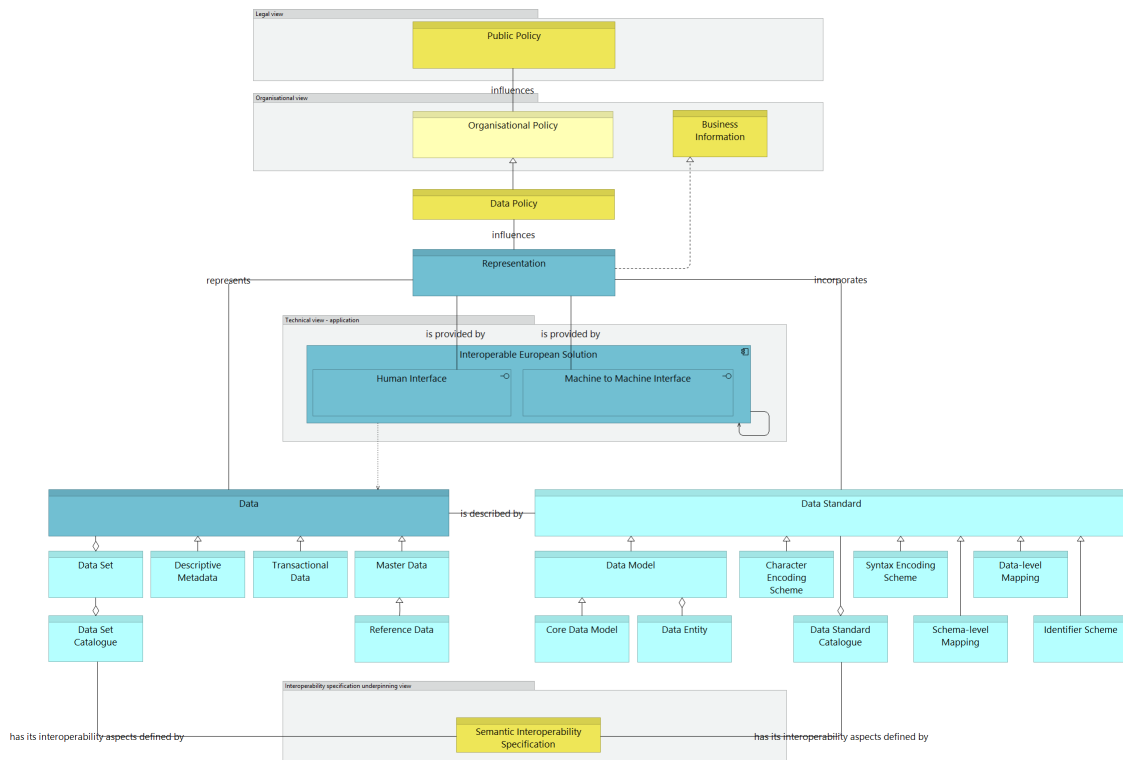 Legal view
Public Policy
influences
Organisational view
Organisational Policy
Business
Information
Data Policy
influences
Representation
represents
incorporates
Technical view - application
is provided by
is provided by
Interoperable European Solution
Human Interface
Machine to Machine Interface
Data
Data Standard
is described by
Data Set
Descriptive
Metadata
Transactional
Data
Master Data
Data Model
Character
Encoding
Scheme
Syntax Encoding
Scheme
Data-level
Mapping
Data Set
Catalogue
Reference Data
Core Data Model
Data Entity
Data Standard
Catalogue
Schema-level
Mapping
Identifier Scheme
Interoperability specification underpinning view
has its interoperability aspects defined by
Semantic Interoperability
Specification
has its interoperability aspects defined by